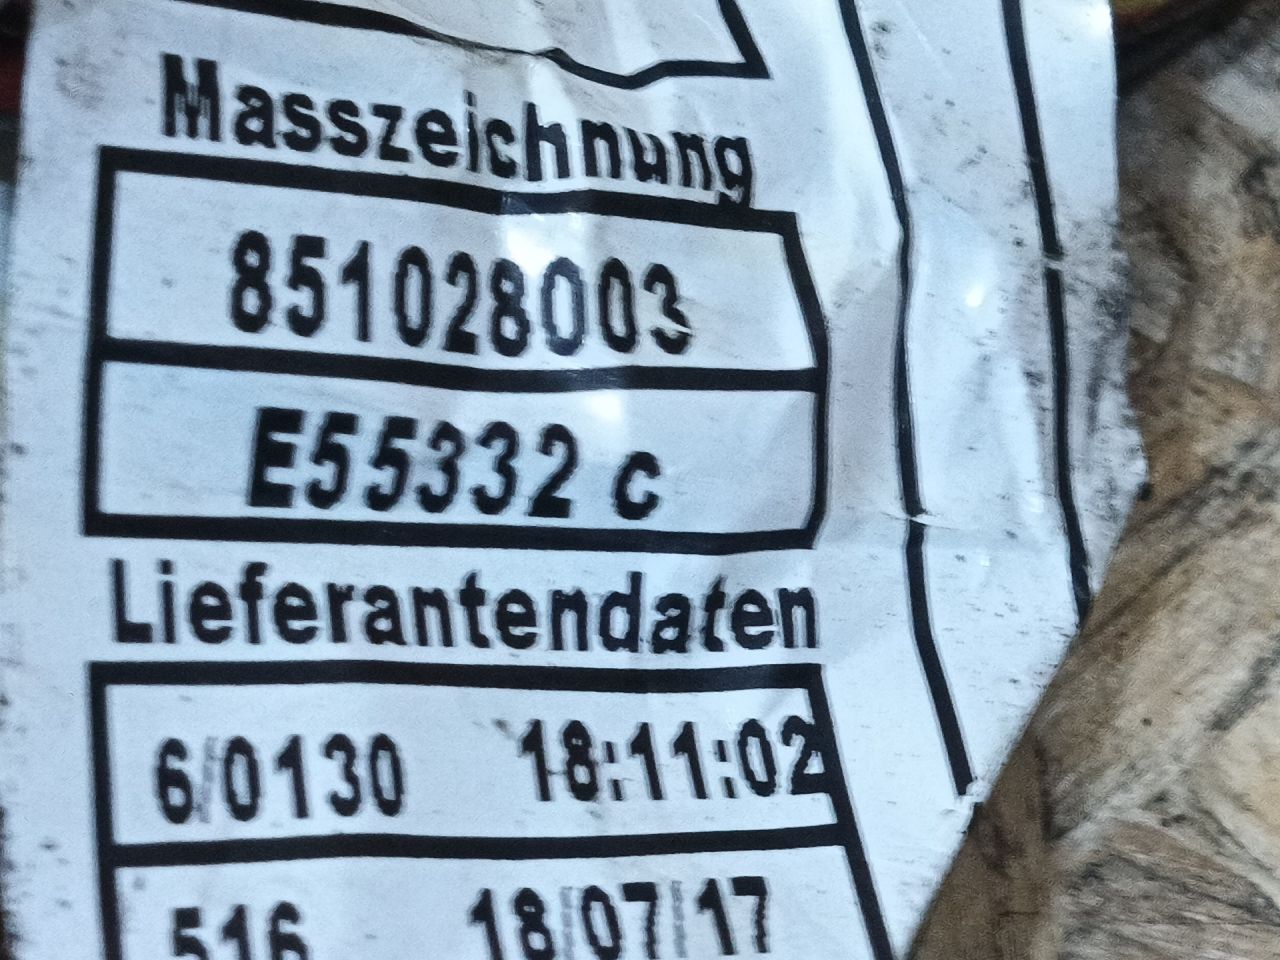 Masszeichnung
851028003
E55332 c
Lieferantendaten
6/0130 18:11:02
516 18/07/17